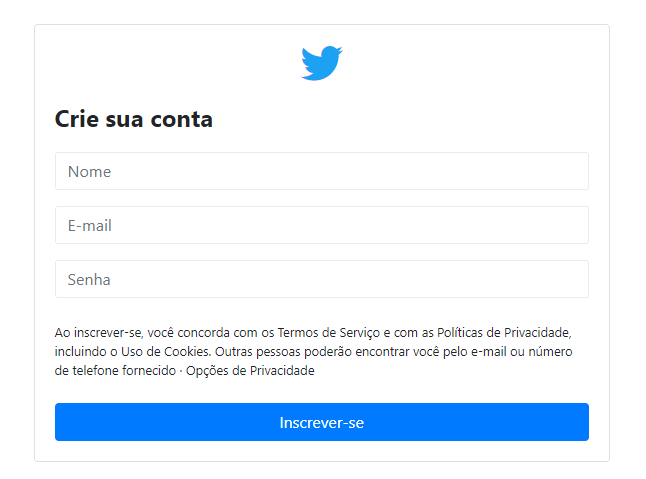 Crie sua conta
Nome
E-mail
Senha
Ao inscrever-se, você concorda com os Termos de Serviço e com as Políticas de Privacidade,
incluindo o Uso de Cookies. Outras pessoas poderão encontrar você pelo e-mail ou número
de telefone fornecido · Opções de Privacidade
Inscrever-se